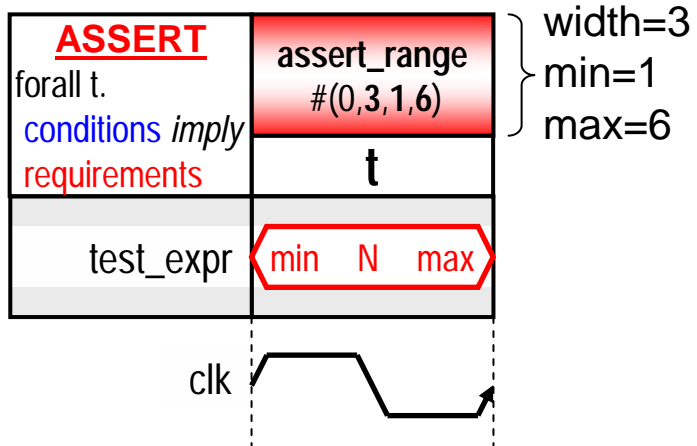 ASSERT
forall t.
conditions imply
requirements
assert_range
#(0,3,1,6)
t
width=3
min=1
max=6
test_expr
min N max
clk